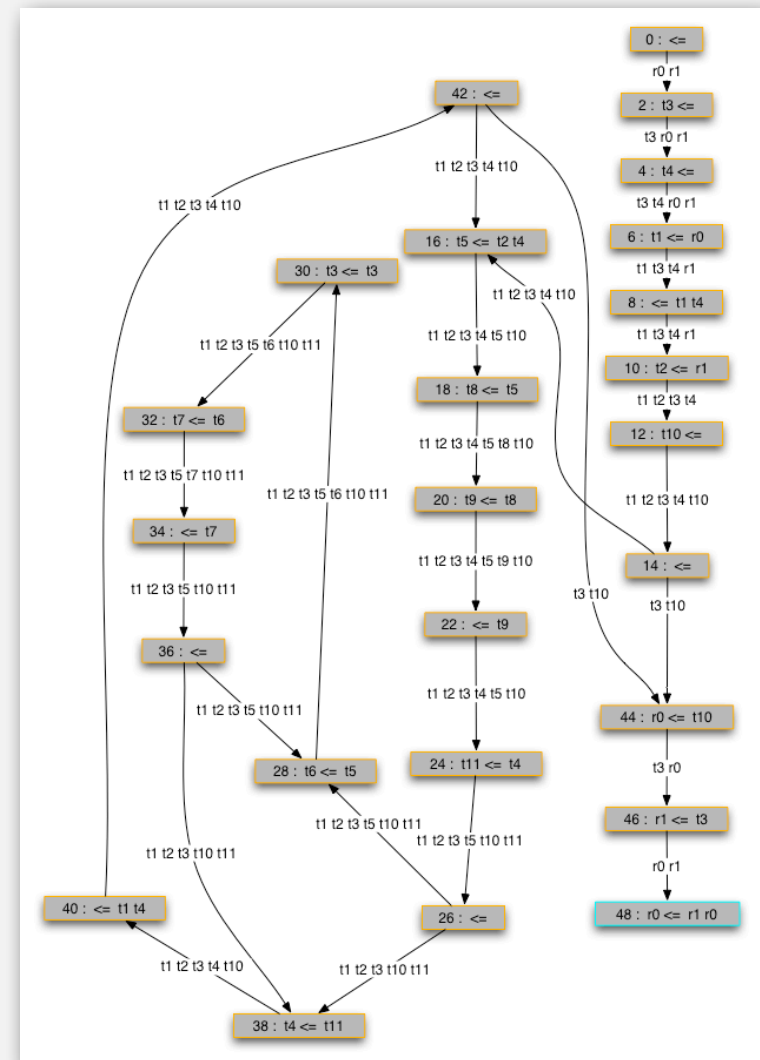 0 : <=
r0 r1
42 : <=
2 : t3 <=
t3 r0 r1
t1 t2 t3 t4 t10
4 : t4 <=
t1 t2 t3 t4 t10
t3 t4 r0 r1
16 : t5 <= t2 t4
6 : t1 <= r0
30 : t3 <= t3
t1 t3 t4 r1
t1 t2 t3 t4 t10
8 : <= t1 t4
t1 t2 t3 t4 t5 t10
t1 t3 t4 r1
t1 t2 t3 t5 t6 t10 t11
10 : t2 <= r1
18 : t8 <= t5
t1 t2 t3 t4
32 : t7 <= t6
12 : t10 <=
t1 t2 t3 t4 t5 t8 t10
t1 t2 t3 t5 t7 t10 t11
t1 t2 t3 t5 t6 t10 t11
20 : t9 <= t8
t1 t2 t3 t4 t10
34 : <= t7
t1 t2 t3 t4 t5 t9 t10
14 : <=
t1 t2 t3 t5 t10 t11
t3 t10
t3 t10
22 : <= t9
36 : <=
t1 t2 t3 t4 t5 t10
t1 t2 t3 t5 t10 t11
44 : r0 <= t10
24 : t11 <= t4
28 : t6 <= t5
t3 r0
46 : r1 <= t3
t1 t2 t3 t5 t10 t11
t1 t2 t3 t5 t10 t11
t1 t2 t3 t10 t11
r0 r1
40 : <= t1 t4
26 : <=
48 : r0 <= r1 r0
t1 t2 t3 t4 t10
t1 t2 t3 t10 t11
38 : t4 <= t11